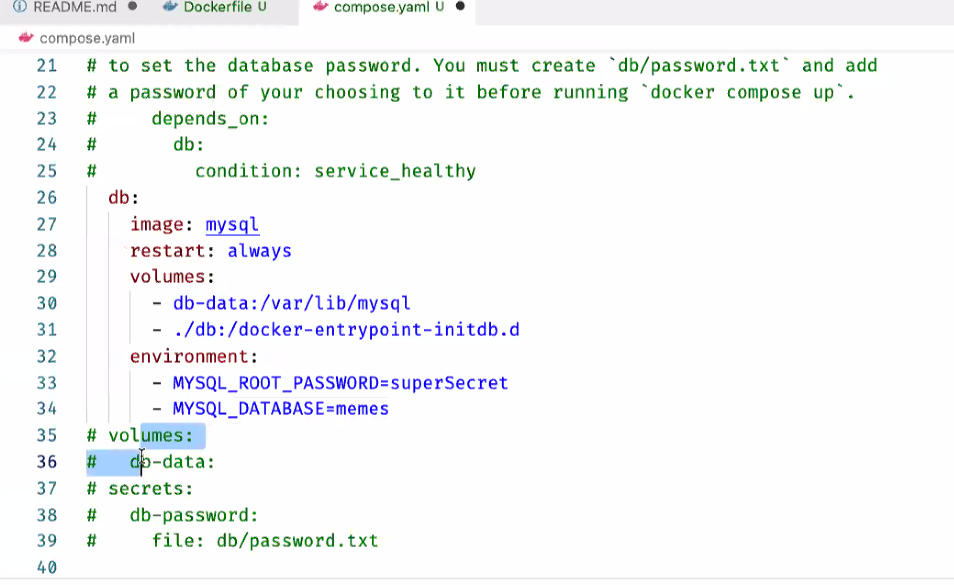 README.md
Dockerfile U
compose.yaml U
compose.yaml
21 # to set the database password. You must create `db/password.txt` and add
22 # a password of your choosing to it before running `docker compose up`.
23 #     depends_on:
24 #       db:
25 #         condition: service_healthy
26   db:
27     image: mysql
28     restart: always
29     volumes:
30       - db-data:/var/lib/mysql
31       - ./db:/docker-entrypoint-initdb.d
32     environment:
33       - MYSQL_ROOT_PASSWORD=superSecret
34       - MYSQL_DATABASE=memes
35 # volumes:
36 #   db-data:
37 # secrets:
38 #   db-password:
39 #     file: db/password.txt
40